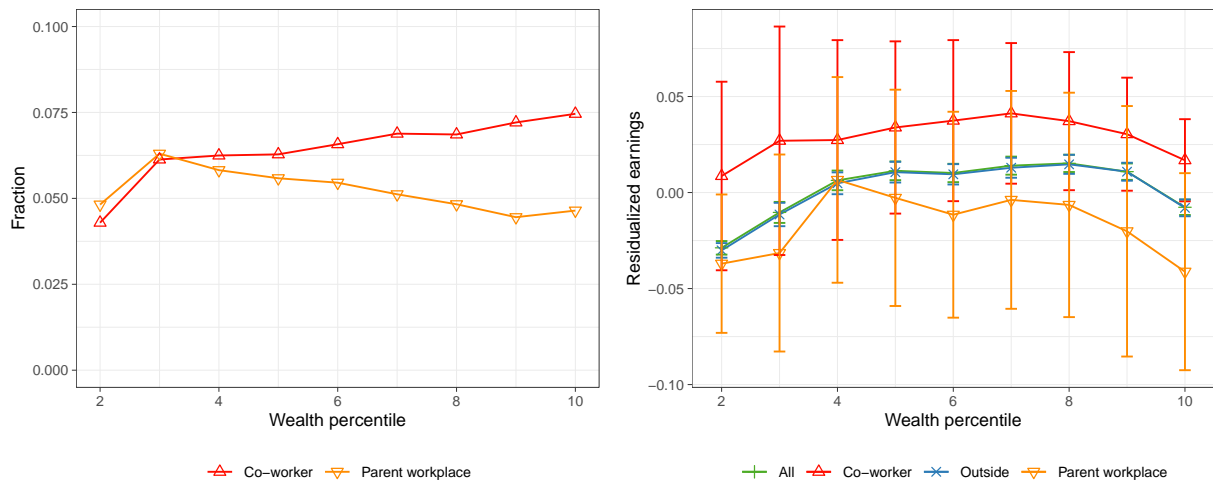 0.100
0.075
0.050
0.025
0.000
Fraction
2 4 6 8 10
Wealth percentile
Co−worker Parent workplace
0.05
0.00
−0.05
−0.10
Residualized earnings
2 4 6 8 10
Wealth percentile
All Co−worker Outside Parent workplace